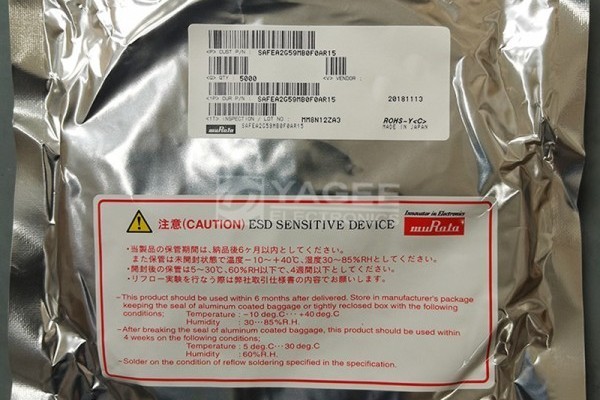 <P> CUST P/N : SAFEA2G59MB0F0AR15
<Q> QTY : 5000 <V> VENDOR :
<1P> OUR P/N : SAFEA2G59MB0F0AR15 20181113
<1T> INSPECTION / LOT NO : MM8N12ZA3 ROHS-Y<C>
muRata SAFEA2G59MB0F0AR15 MADE IN JAPAN
YAGEE
ELECTRONICS
注意(CAUTION) ESD SENSITIVE DEVICE
Innovator in Electronics
muRata
・当製品の保管期間は、納品後6ヶ月以内としてください。
また保管は未開封状態で温度-10~+40℃、湿度30~85%RHとしてください。
・開封後の保管は5~30℃、60%RH以下で、4週間以下としてください。
・リフロー実験を行なう際は弊社取引仕様書の内容でお願いします。
-This product should be used within 6 months after delivered. Store in manufacturer's package
keeping the seal of aluminum coated baggage or tightly reclosed box with the following
conditions; Temperature : -10 deg.C··· +40 deg.C
Humidity : 30···85%R.H.
-After breaking the seal of aluminum coated baggage, this product should be used within
4 weeks on the following conditions;
Temperature : 5 deg.C···30 deg.C
Humidity : 60%R.H.
-Solder on the condition of reflow soldering specified in the specification.